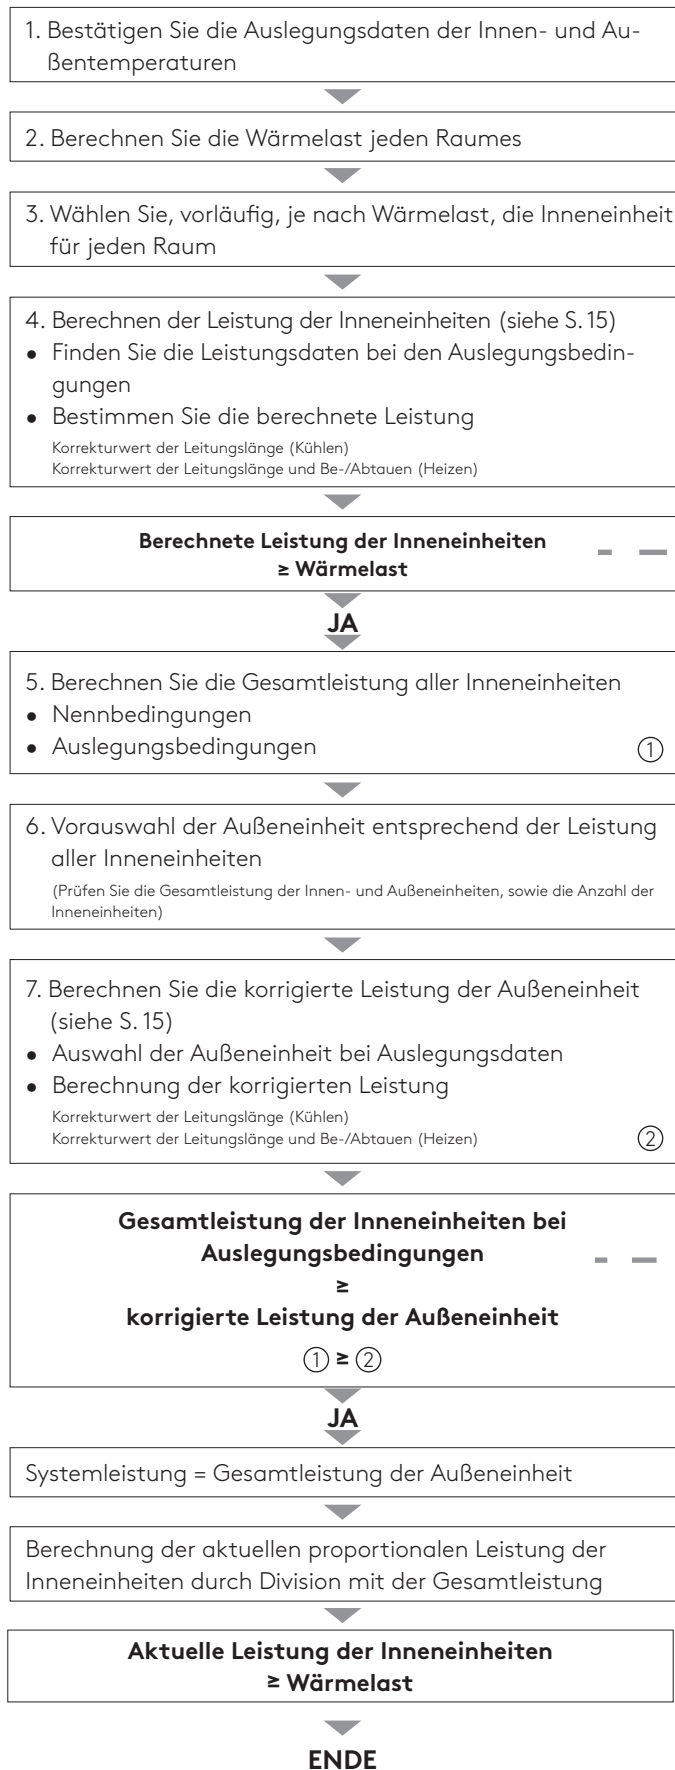 1. Bestätigen Sie die Auslegungsdaten der Innen- und Au-
ßentemperaturen
2. Berechnen Sie die Wärmelast jeden Raumes
3. Wählen Sie, vorläufig, je nach Wärmelast, die Inneneinheit
für jeden Raum
4. Berechnen der Leistung der Inneneinheiten (siehe S. 15)
• Finden Sie die Leistungsdaten bei den Auslegungsbedin-
gungen
• Bestimmen Sie die berechnete Leistung
Korrekturwert der Leitungslänge (Kühlen)
Korrekturwert der Leitungslänge und Be-/Abtauen (Heizen)
Berechnete Leistung der Inneneinheiten
≥ Wärmelast
JA
5. Berechnen Sie die Gesamtleistung aller Inneneinheiten
• Nennbedingungen
• Auslegungsbedingungen ①
6. Vorauswahl der Außeneinheit entsprechend der Leistung
aller Inneneinheiten
(Prüfen Sie die Gesamtleistung der Innen- und Außeneinheiten, sowie die Anzahl der
Inneneinheiten)
7. Berechnen Sie die korrigierte Leistung der Außeneinheit
(siehe S. 15)
• Auswahl der Außeneinheit bei Auslegungsdaten
• Berechnung der korrigierten Leistung
Korrekturwert der Leitungslänge (Kühlen)
Korrekturwert der Leitungslänge und Be-/Abtauen (Heizen) ②
Gesamtleistung der Inneneinheiten bei
Auslegungsbedingungen
≥
korrigierte Leistung der Außeneinheit
① ≥ ②
JA
Systemleistung = Gesamtleistung der Außeneinheit
Berechnung der aktuellen proportionalen Leistung der
Inneneinheiten durch Division mit der Gesamtleistung
Aktuelle Leistung der Inneneinheiten
≥ Wärmelast
ENDE